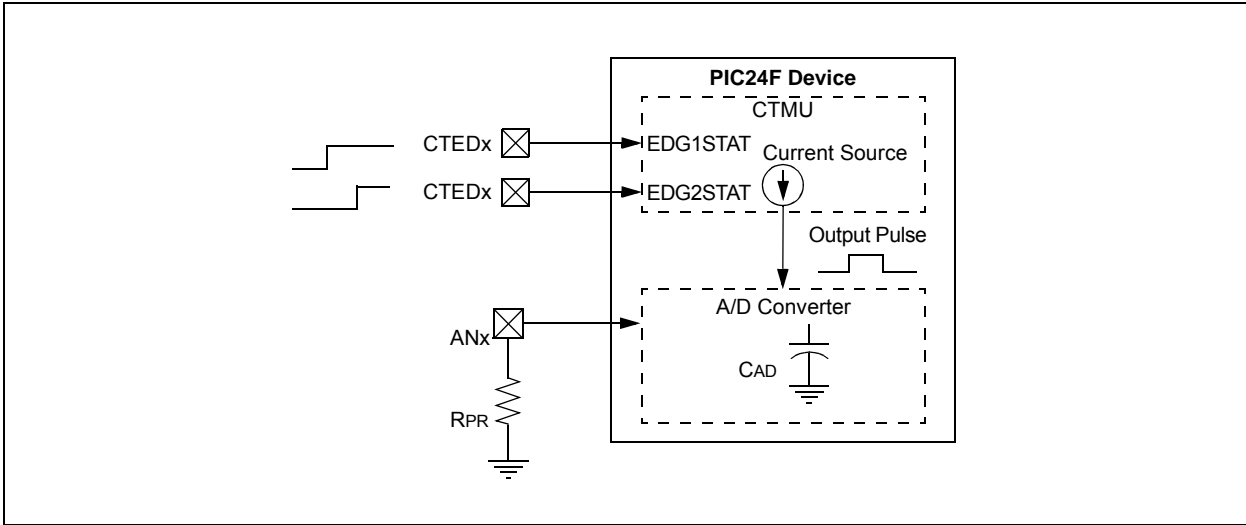 PIC24F Device
CTMU
CTEDx
EDG1STAT
Current Source
CTEDx
EDG2STAT
Output Pulse
A/D Converter
ANx
CAD
RPR